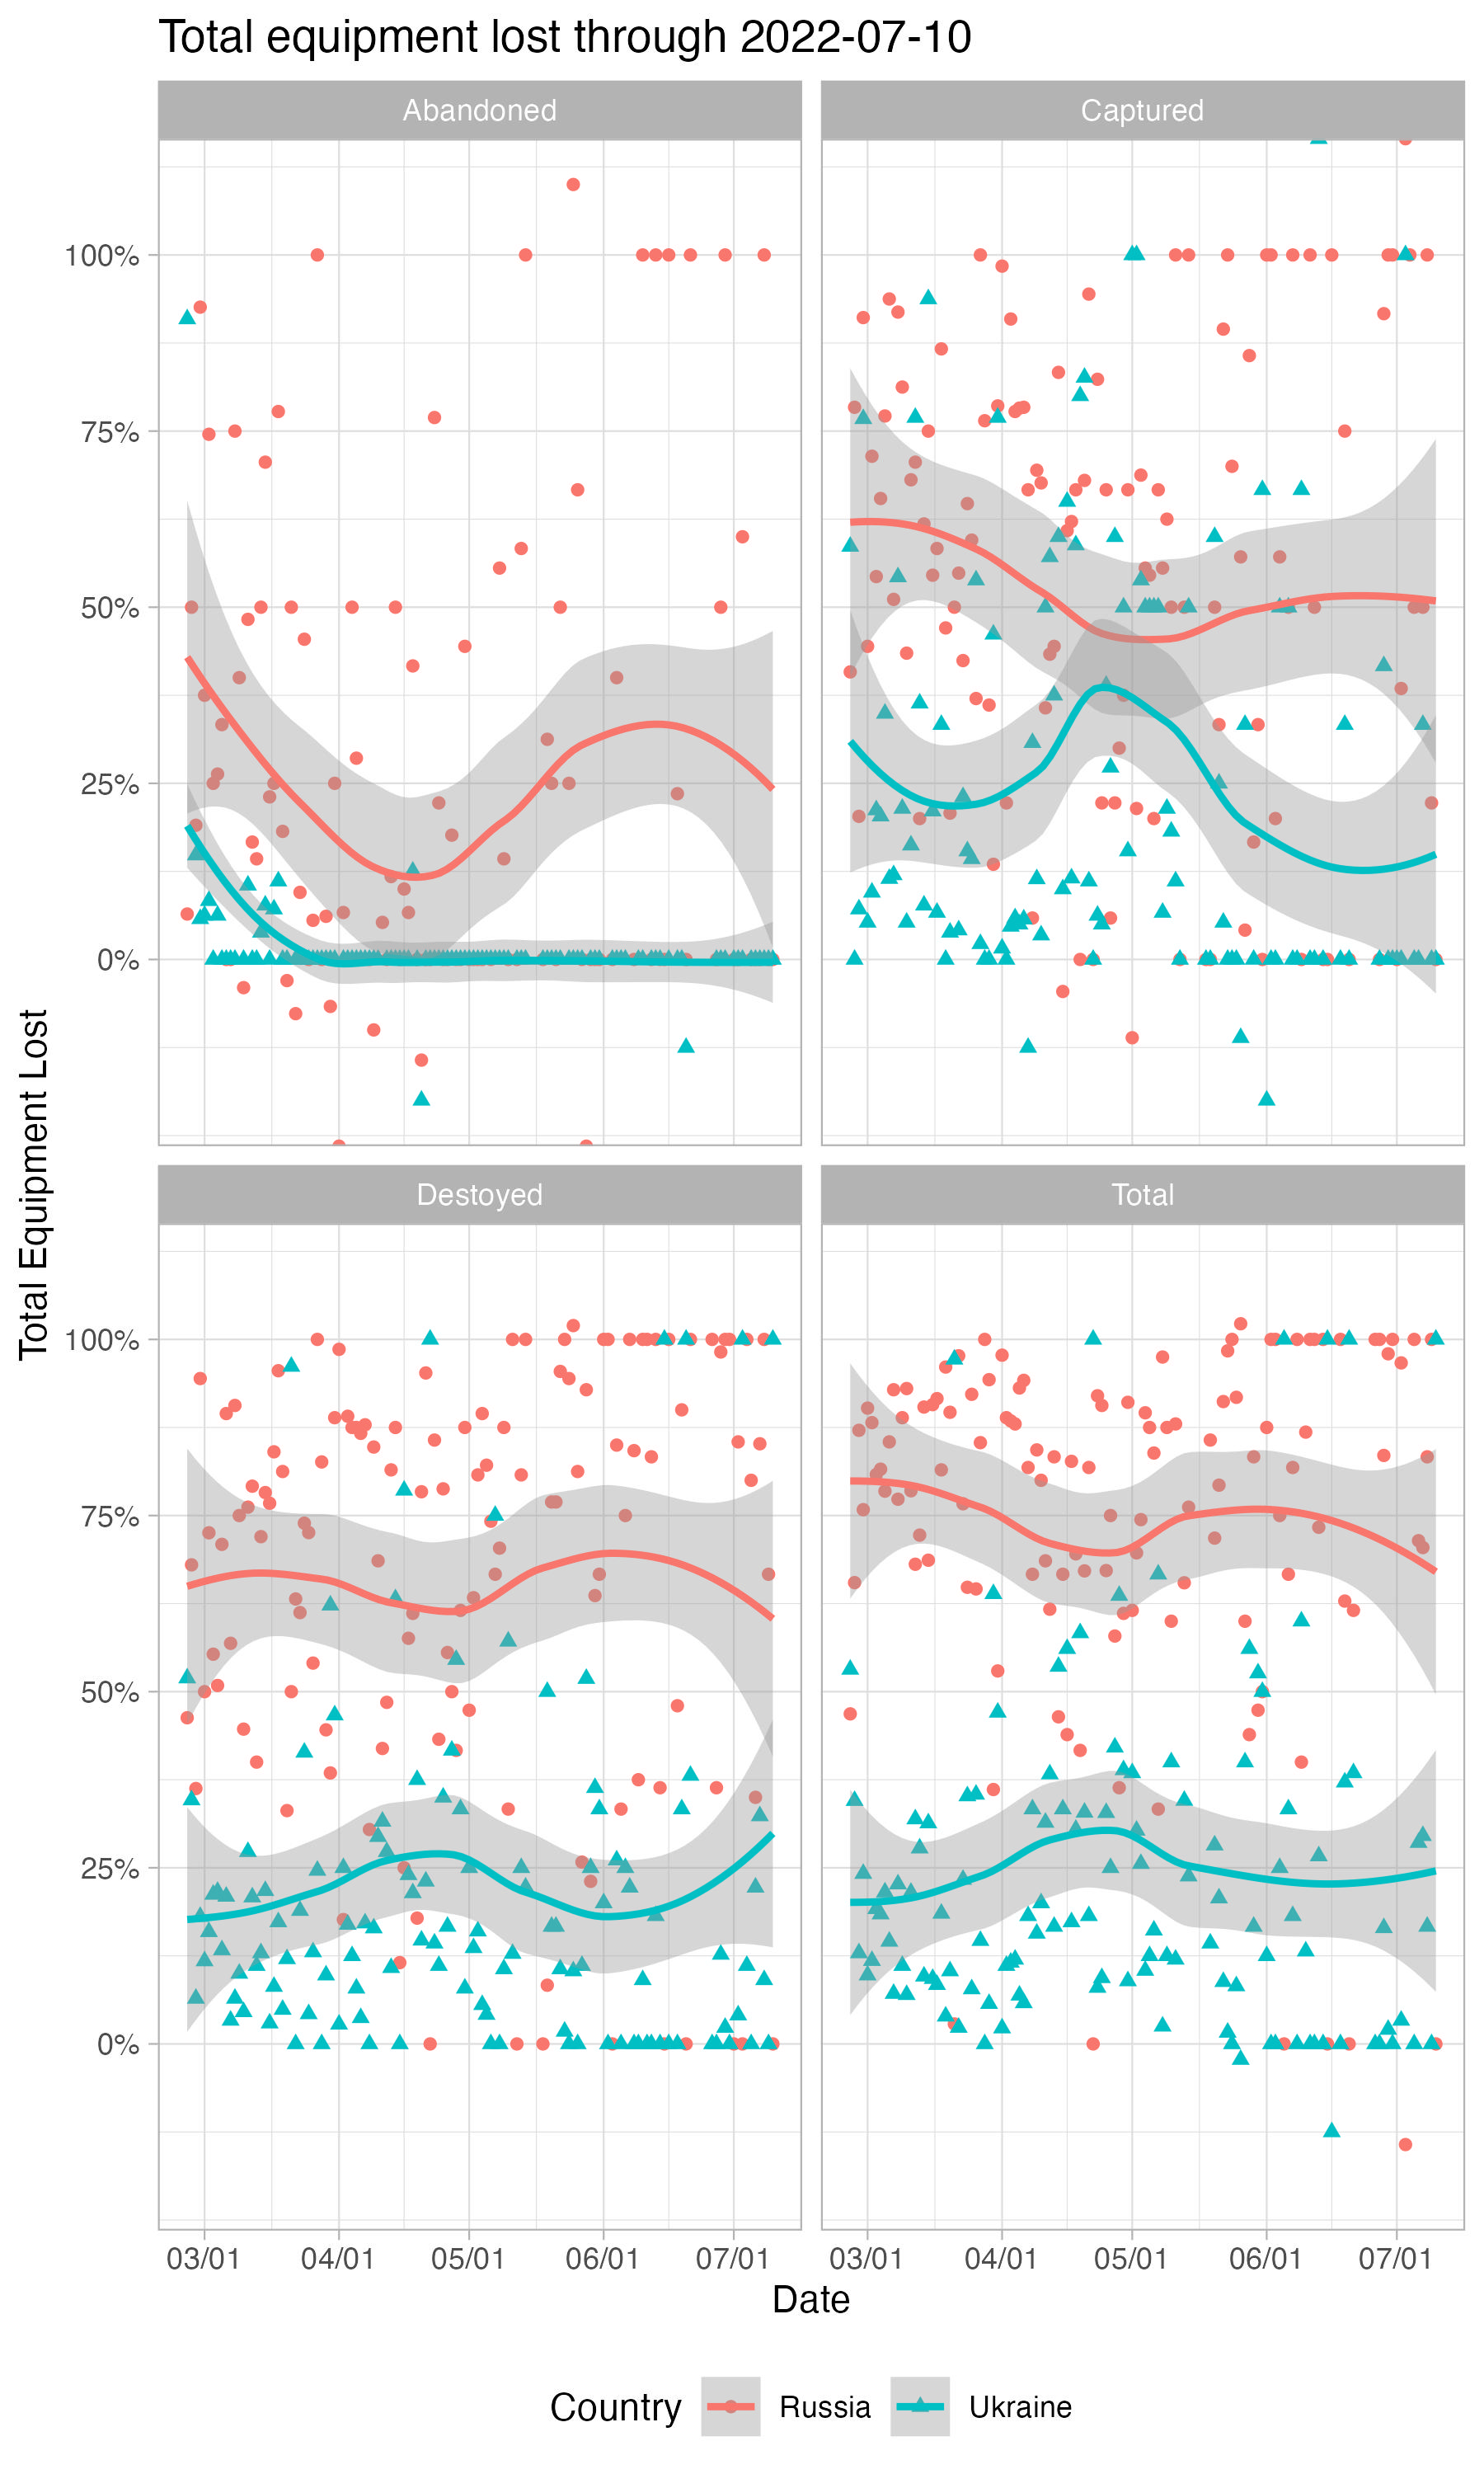 Total equipment lost through 2022-07-10
Abandoned
Captured
100%
75%
50%
25%
0%
Total Equipment Lost
Destoyed
Total
100%
75%
50%
25%
0%
03/01 04/01 05/01 06/01 07/01
03/01 04/01 05/01 06/01 07/01
Date
Country Russia Ukraine